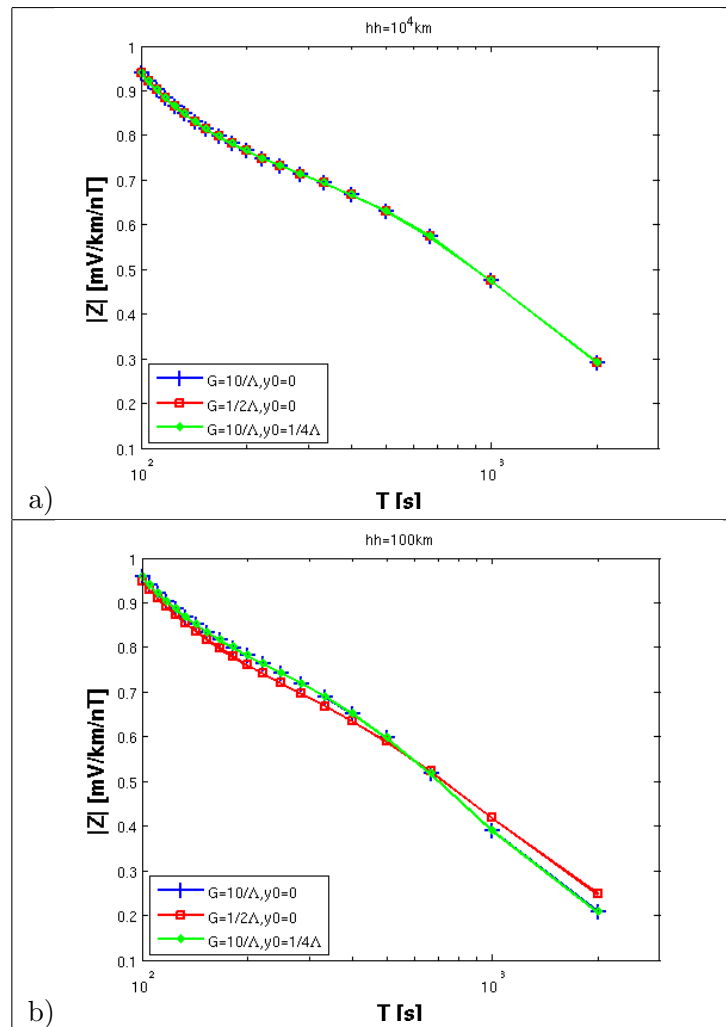 hh=10⁴km
1
0.9
0.8
0.7
0.6
0.5
0.4
0.3
0.2
0.1
|Z| [mV/km/nT]
G=10/Λ,y0=0
G=1/2Λ,y0=0
G=10/Λ,y0=1/4Λ
10²
10³
T [s]
a)
hh=100km
1
0.9
0.8
0.7
0.6
0.5
0.4
0.3
0.2
0.1
|Z| [mV/km/nT]
G=10/Λ,y0=0
G=1/2Λ,y0=0
G=10/Λ,y0=1/4Λ
10²
10³
T [s]
b)